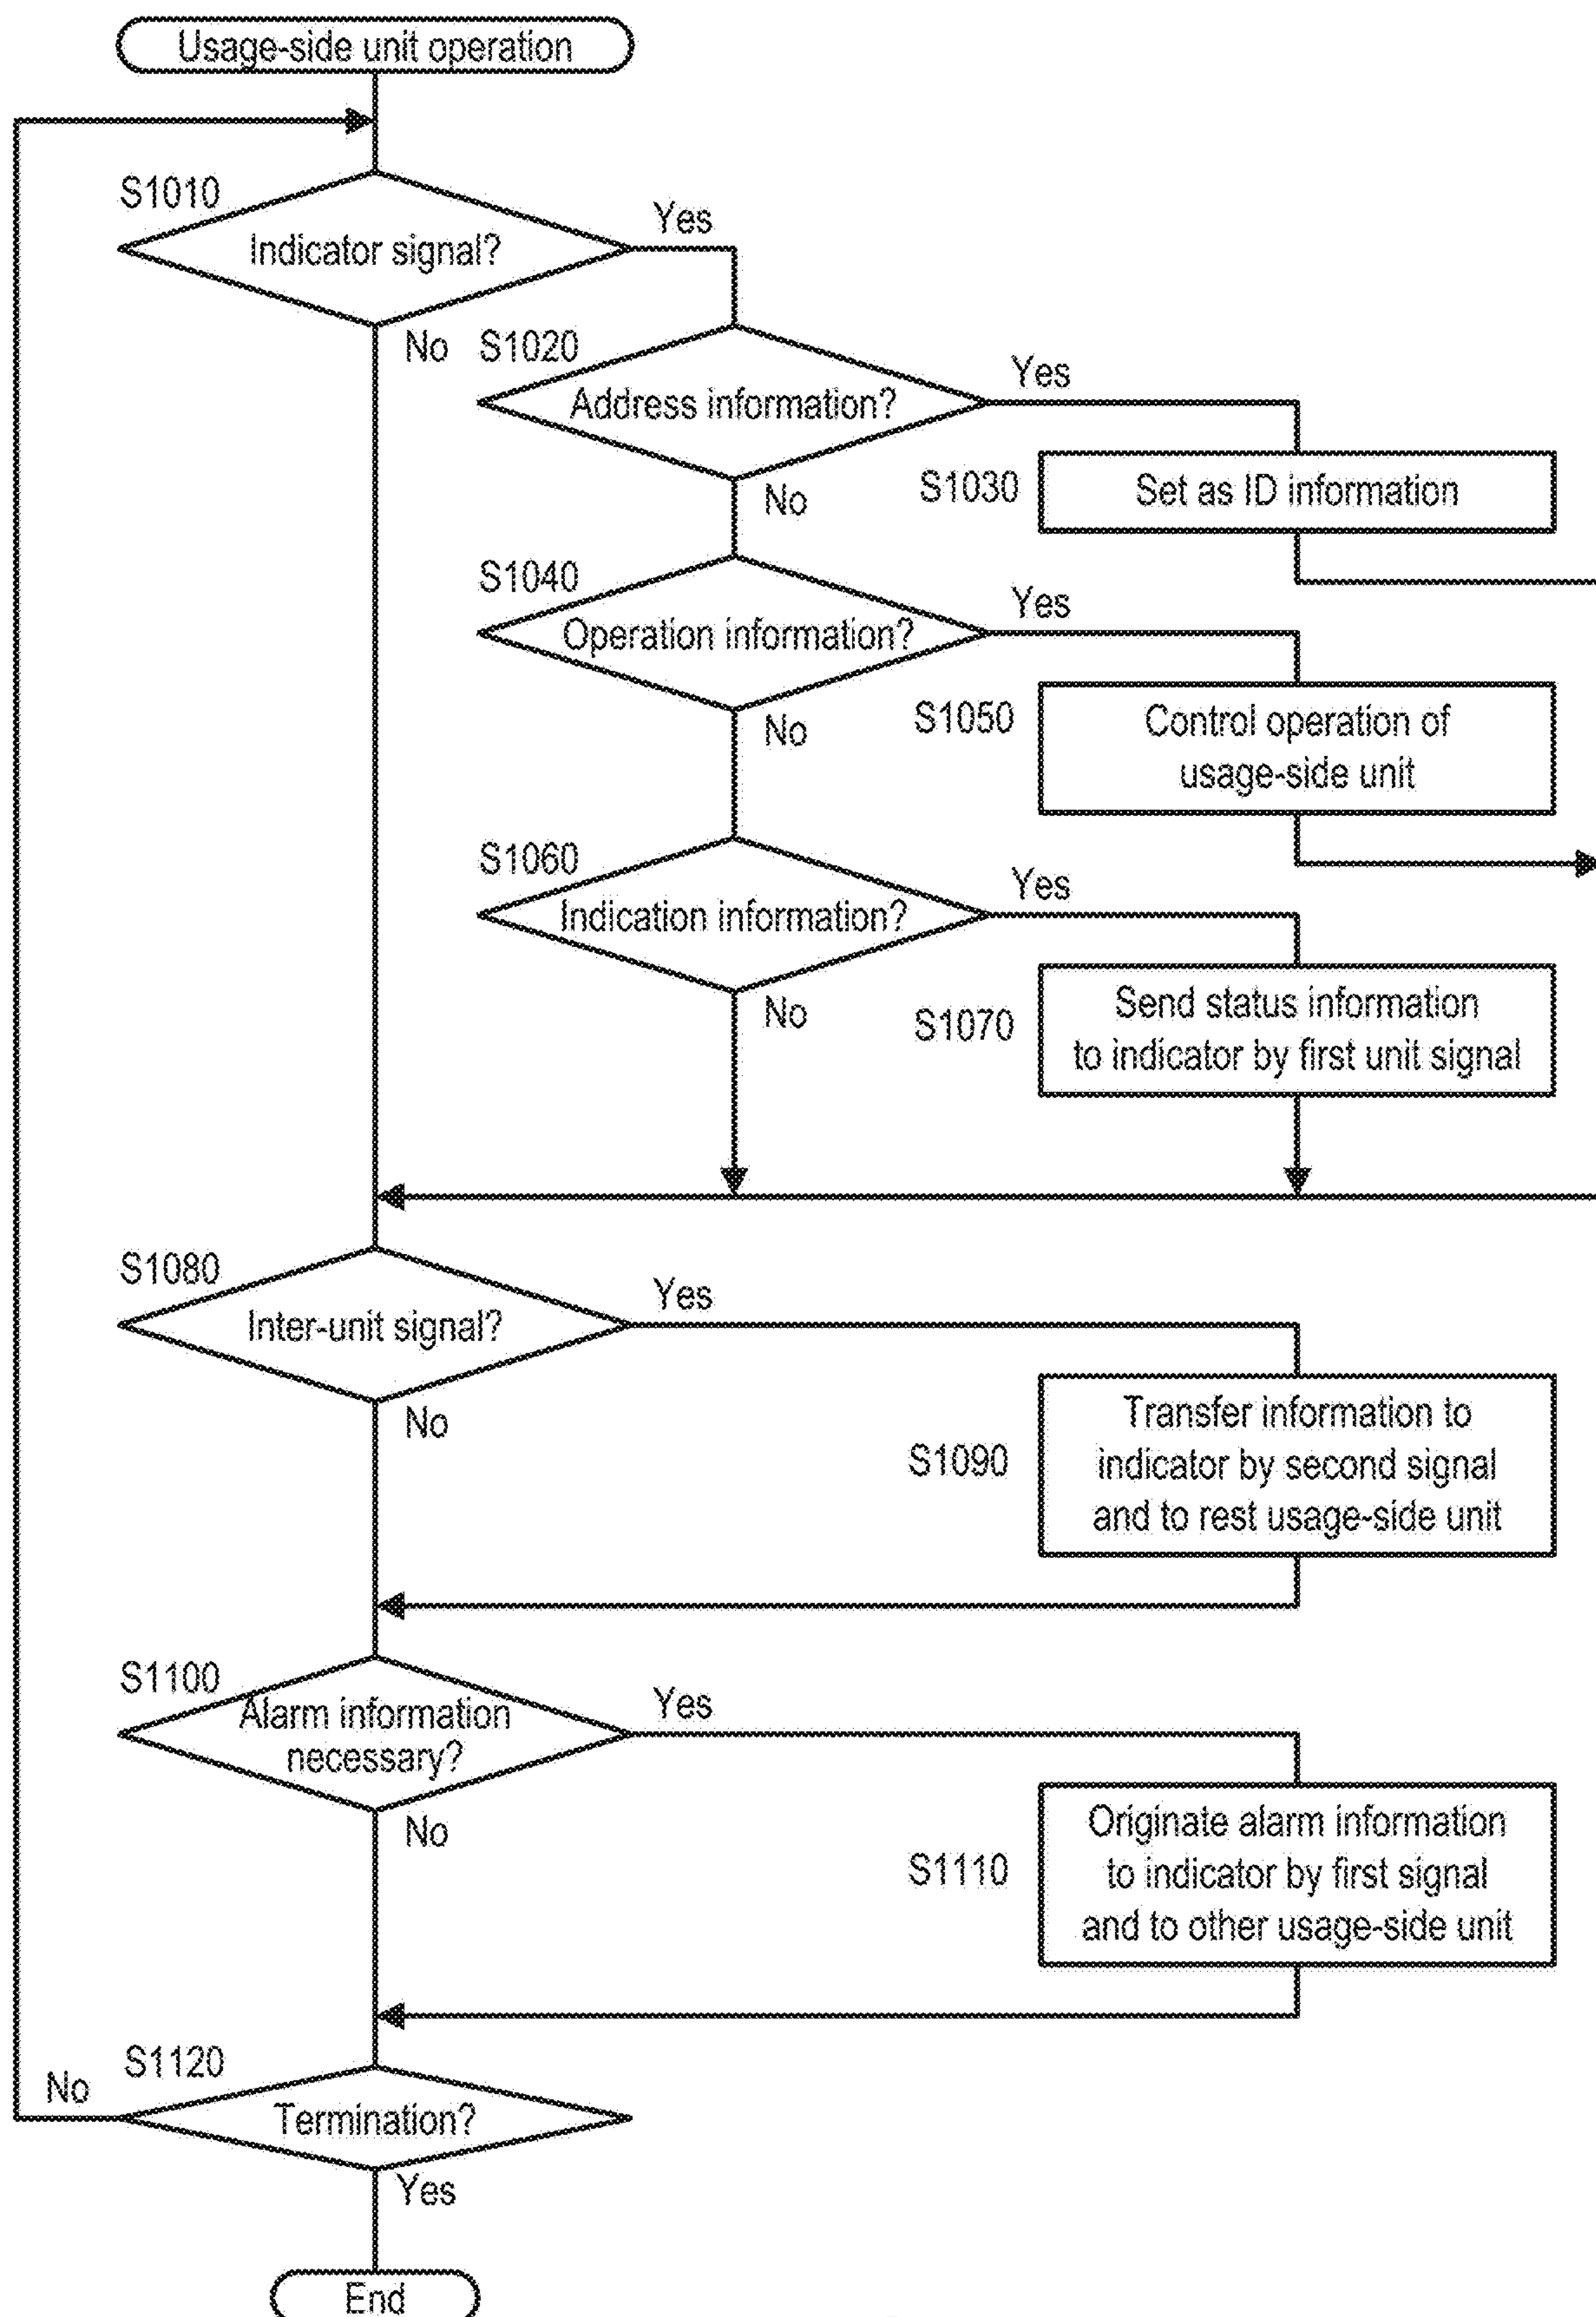 Usage-side unit operation
S1010
Indicator signal?
Yes
No
S1020
Address information?
Yes
No
S1030
Set as ID information
S1040
Operation information?
Yes
No
S1050
Control operation of
usage-side unit
S1060
Indication information?
Yes
No
S1070
Send status information
to indicator by first unit signal
S1080
Inter-unit signal?
Yes
No
S1090
Transfer information to
indicator by second signal
and to rest usage-side unit
S1100
Alarm information
necessary?
Yes
No
S1110
Originate alarm information
to indicator by first signal
and to other usage-side unit
S1120
No
Termination?
Yes
End